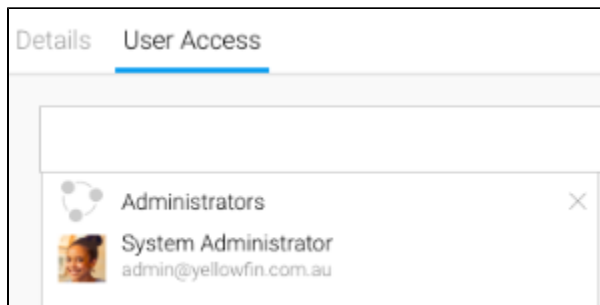 Details User Access
Administrators
System Administrator
admin@yellowfin.com.au